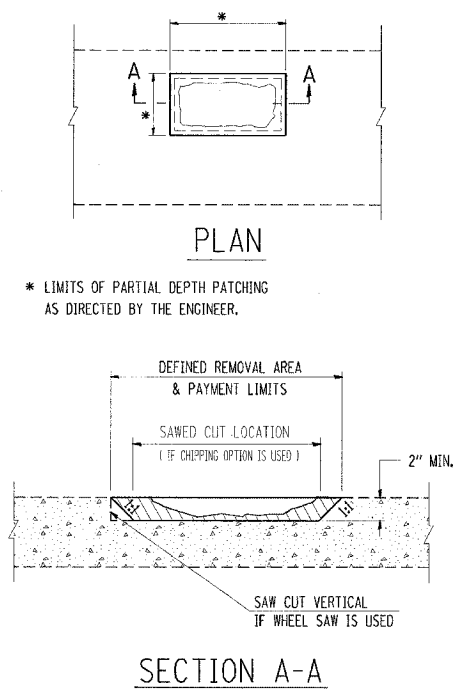 *
A A
*
PLAN
* LIMITS OF PARTIAL DEPTH PATCHING
AS DIRECTED BY THE ENGINEER.
DEFINED REMOVAL AREA
& PAYMENT LIMITS
SAWED CUT LOCATION
( IF CHIPPING OPTION IS USED )
2" MIN.
1:1 1:1
SAW CUT VERTICAL
IF WHEEL SAW IS USED
SECTION A-A